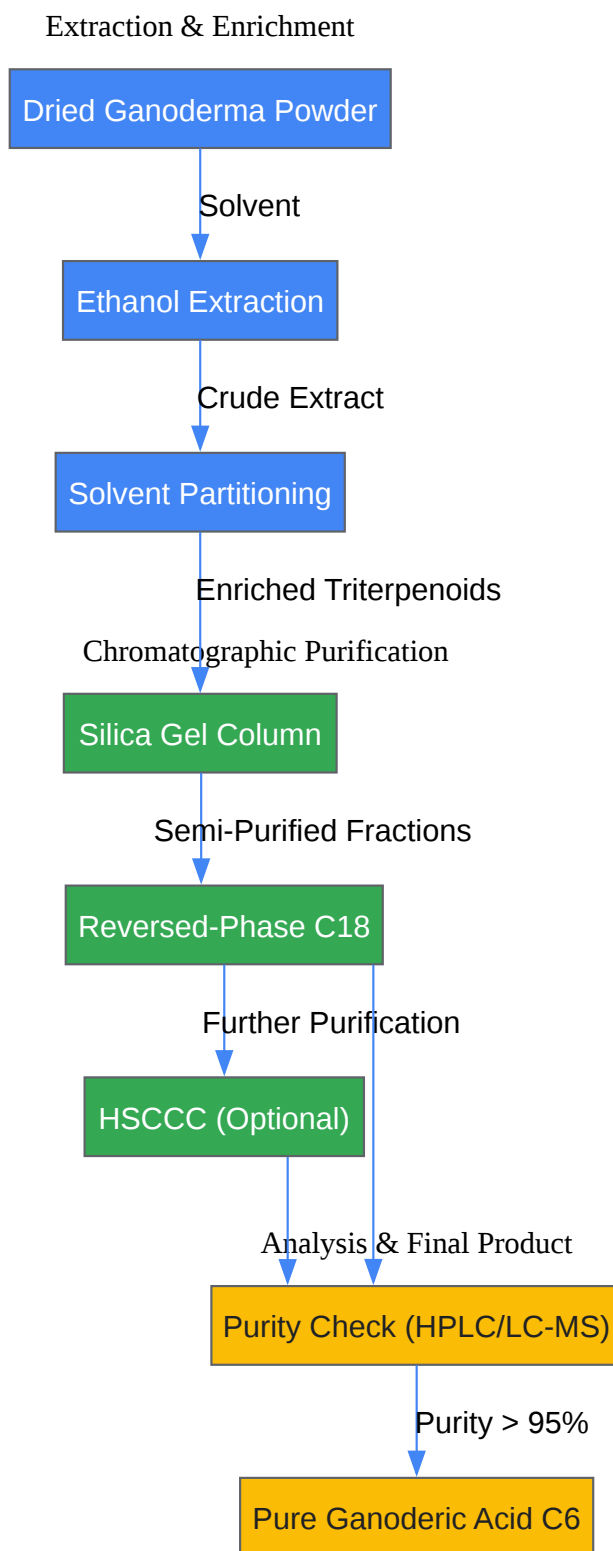 Extraction & Enrichment
Dried Ganoderma Powder
Solvent
Ethanol Extraction
Crude Extract
Solvent Partitioning
Enriched Triterpenoids
Chromatographic Purification
Silica Gel Column
Semi-Purified Fractions
Reversed-Phase C18
Further Purification
HSCCC (Optional)
Analysis & Final Product
Purity Check (HPLC/LC-MS)
Purity > 95%
Pure Ganoderic Acid C6